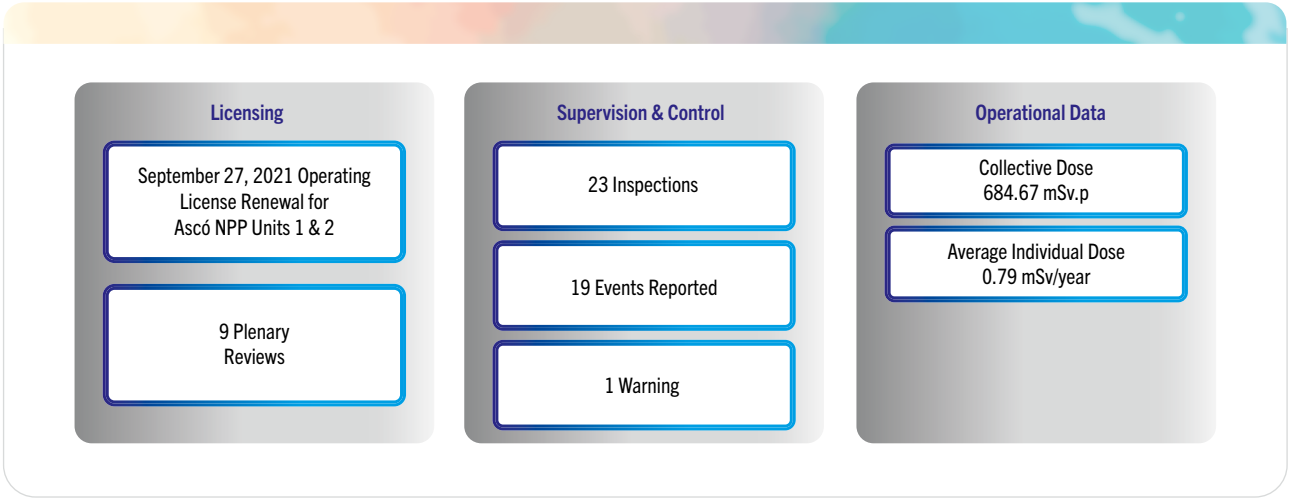 Licensing
September 27, 2021 Operating
License Renewal for
Ascó NPP Units 1 & 2
9 Plenary
Reviews
Supervision & Control
23 Inspections
19 Events Reported
1 Warning
Operational Data
Collective Dose
684.67 mSv.p
Average Individual Dose
0.79 mSv/year